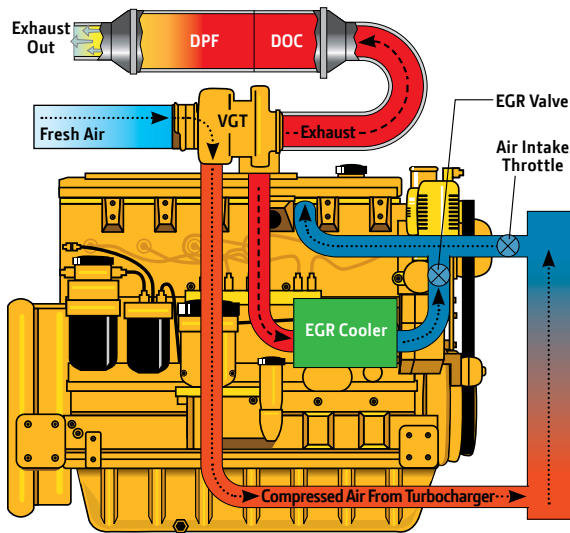 Exhaust
Out
DPF
DOC
VGT
EGR Valve
Fresh Air
Exhaust
Air Intake
Throttle
EGR Cooler
Compressed Air From Turbocharger